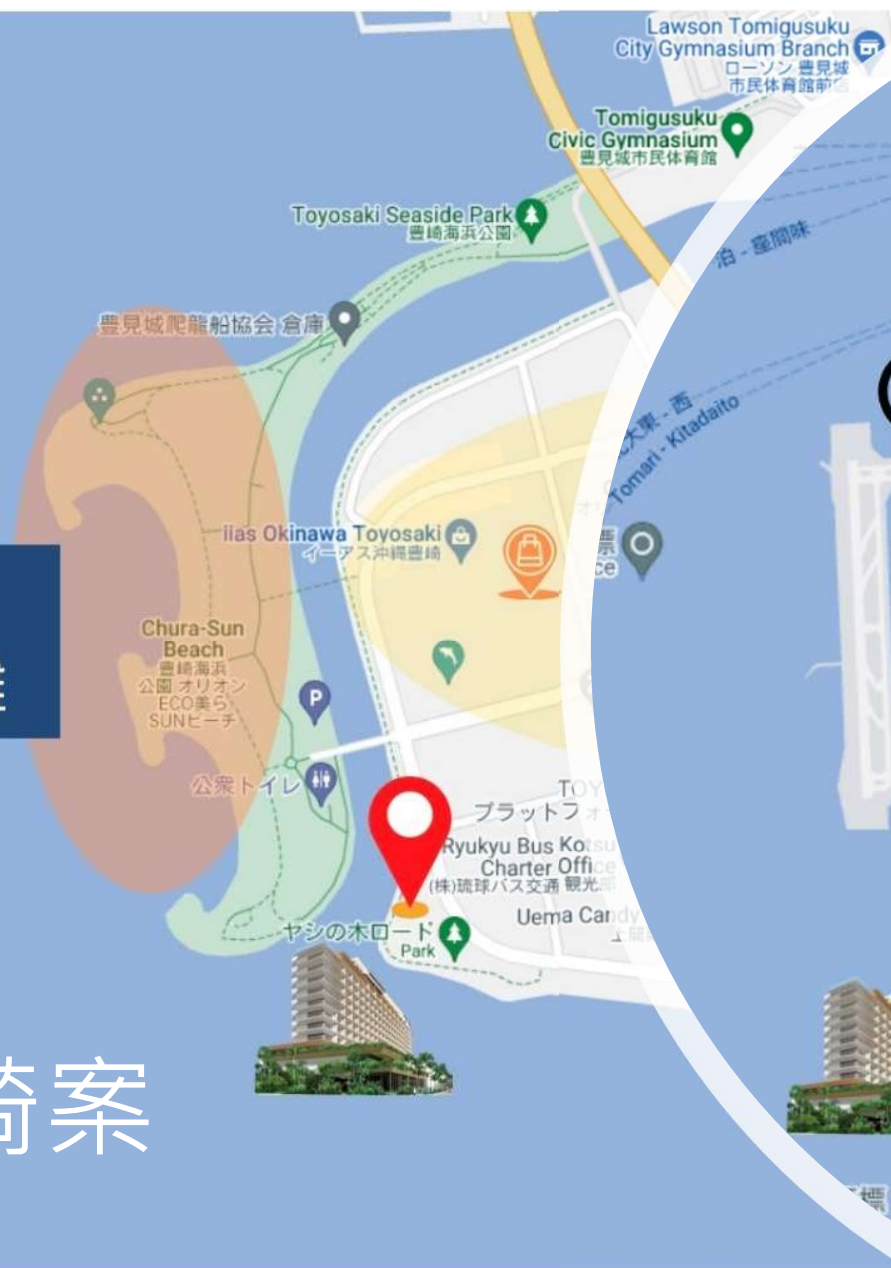 Lawson Tomigusuku
City Gymnasium Branch
ローソン 豊見城
市民体育館前店
Tomigusuku
Civic Gymnasium
豊見城市民体育館
Toyosaki Seaside Park
豊崎海浜公園
泊 - 座間味
豊見城爬龍船協会 倉庫
大東 - 西
Tomari - Kitadaito
iias Okinawa Toyosaki
イーアス沖縄豊崎
標
ce
Chura-Sun
Beach
豊崎海浜
公園 オリオン
ECO美ら
SUNビーチ
P
公衆トイレ
TOY
プラットフォ
Ryukyu Bus Kotsu
Charter Office
(株)琉球バス交通 観光部
Uema Candy
ヤシの木ロード
Park
崎案
標